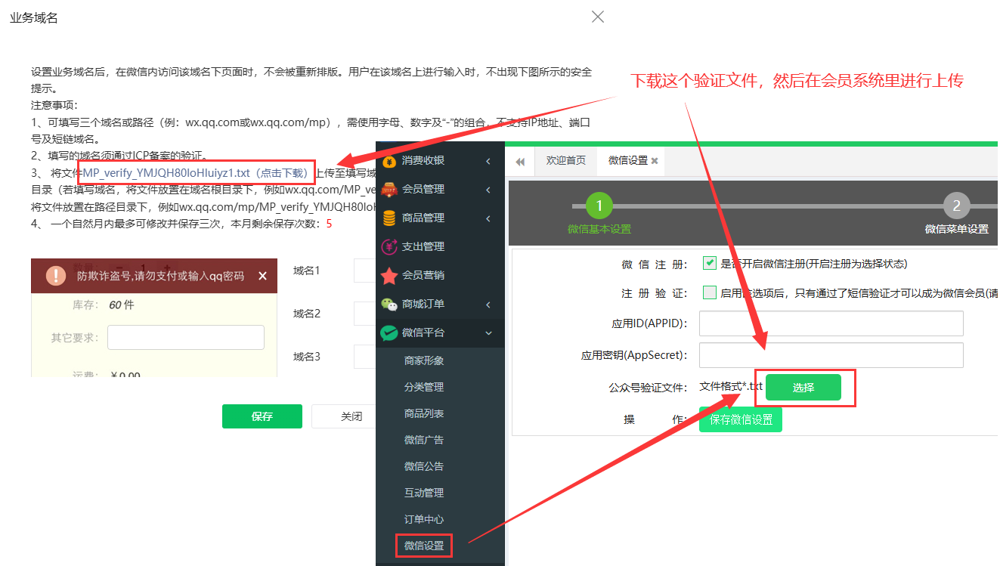 业务域名
设置业务域名后，在微信内访问该域名下页面时，不会被重新排版。用户在该域名上进行输入时，不出现下图所示的安全
提示。
注意事项：
1、可填写三个域名或路径（例：wx.qq.com或wx.qq.com/mp），需使用字母、数字及“-”的组合，不支持IP地址、端口
号及短链域名。
2、填写的域名须通过ICP备案的验证。
3、 将文件MP_verify_YMJQH80IoHIuiyz1.txt（点击下载）上传至填写域
目录（若填写域名，将文件放置在域名根目录下，例如wx.qq.com/MP_ve
将文件放置在路径目录下，例如wx.qq.com/mp/MP_verify_YMJQH80IoH
4、 一个自然月内最多可修改并保存三次，本月剩余保存次数：5
防欺诈盗号,请勿支付或输入qq密码
库存： 60 件
其它要求：
运费： ￥0.00
域名1
域名2
域名3
保存
关闭
下载这个验证文件，然后在会员系统里进行上传
消费收银
会员管理
商品管理
支出管理
会员营销
商城订单
微信平台
商家形象
分类管理
商品列表
微信广告
微信公告
互动管理
订单中心
微信设置
欢迎首页
微信设置
1
微信基本设置
2
微信菜单设置
微 信 注 册： 是否开启微信注册(开启注册为选择状态)
注 册 验 证： 启用该选项后，只有通过了短信验证才可以成为微信会员(请
应用ID(APPID)：
应用密钥(AppSecret)：
公众号验证文件： 文件格式*.txt 选择
操 作： 保存微信设置